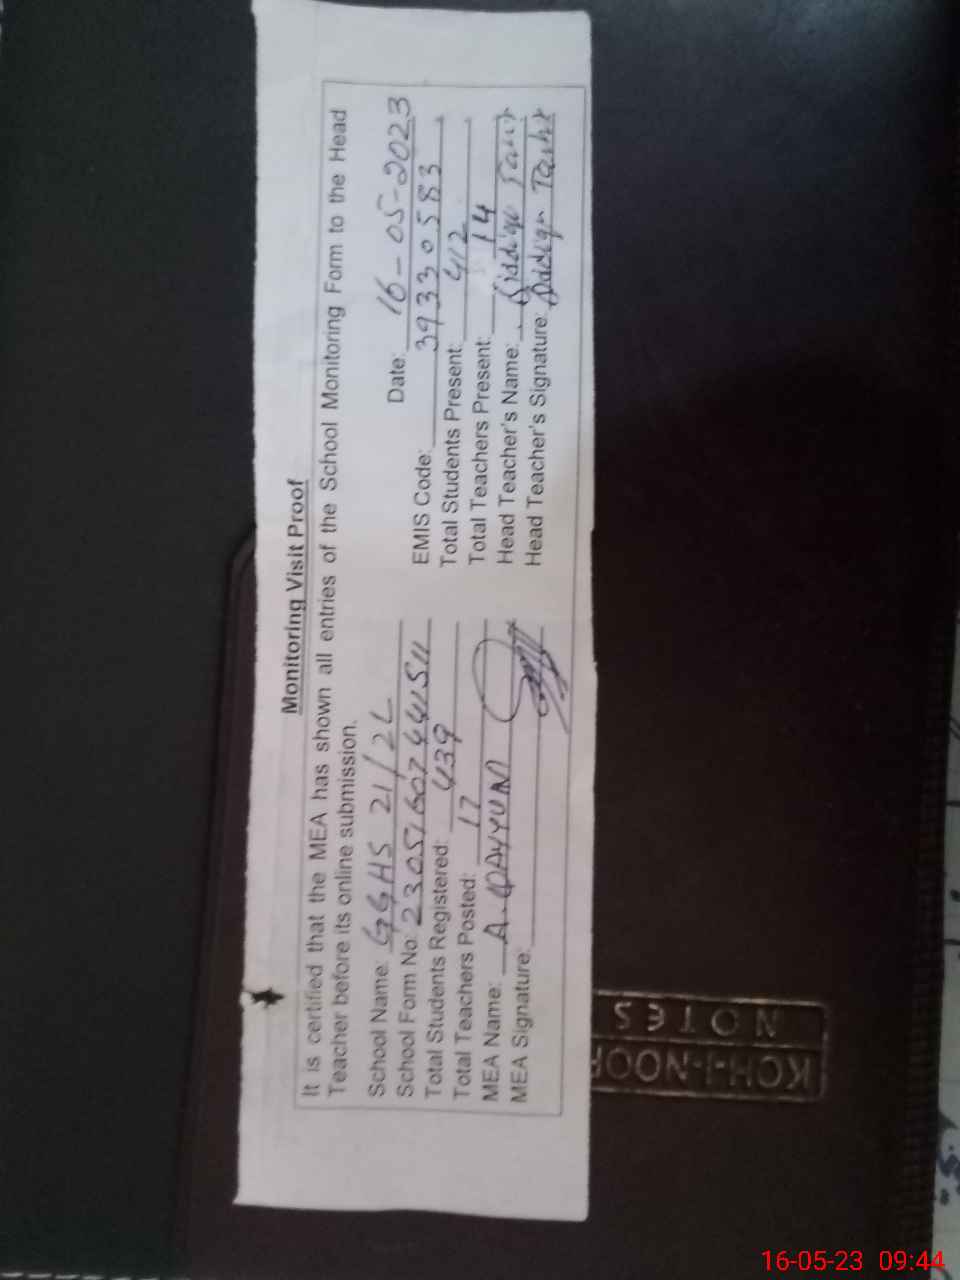 Monitoring Visit Proof
It is certified that the MEA has shown all entries of the School Monitoring Form to the Head
Teacher before its online submission.
Date: 16-05-2023
School Name: GGHS 21/2L
EMIS Code: 39330583
School Form No: 23051607441511
Total Students Present: 412
Total Students Registered: 439
Total Teachers Present: 14
Total Teachers Posted: 17
Head Teacher's Name: Siddiqa
MEA Name: A. QAYYUM
Head Teacher's Signature:
MEA Signature:
KOH-I-NOOR
NOTES
16-05-23 09:44